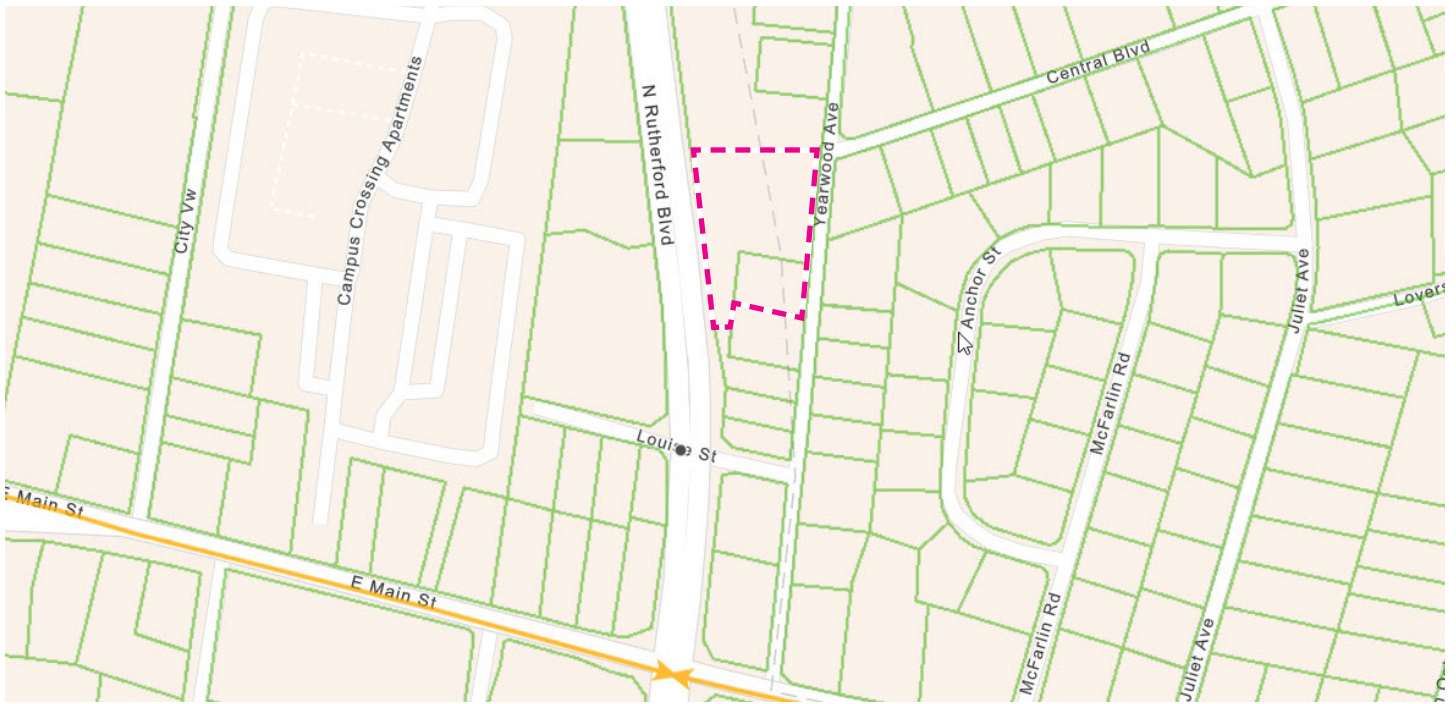 Central Blvd
N Rutherford Blvd
Campus Crossing Apartments
Yearwood Ave
City Vw
Anchor St
Juliet Ave
Lovers
McFarlin Rd
Louise St
E Main St
E Main St
McFarlin Rd
Juliet Ave